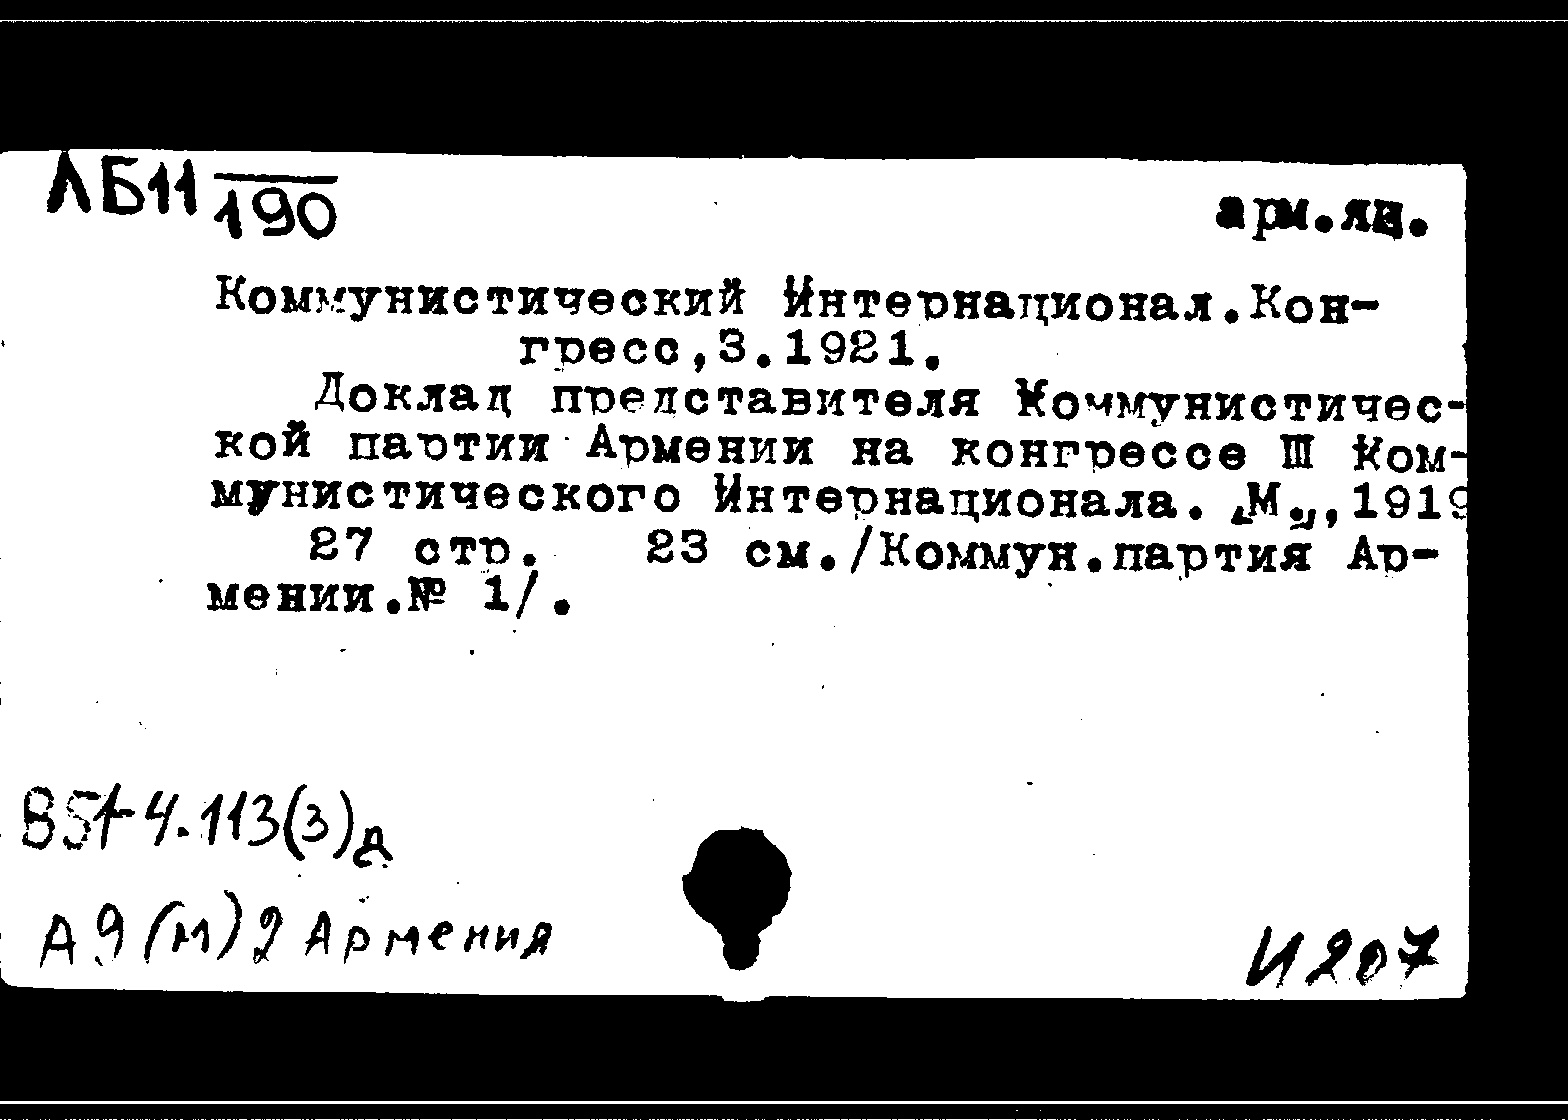 ЛБ11 190
арм.яз.
Коммунистический Интернационал.Кон-
гресс,3.1921.
Доклад представителя Коммунистичес-
кой партии Армении на конгрессе III Ком-
мунистического Интернационала. „М.„,1919
27 стр. 23 см./Коммун.партия Ар-
мении.№ 1/.
В51-4.113(3)д
А9(м)2 Армения
И207